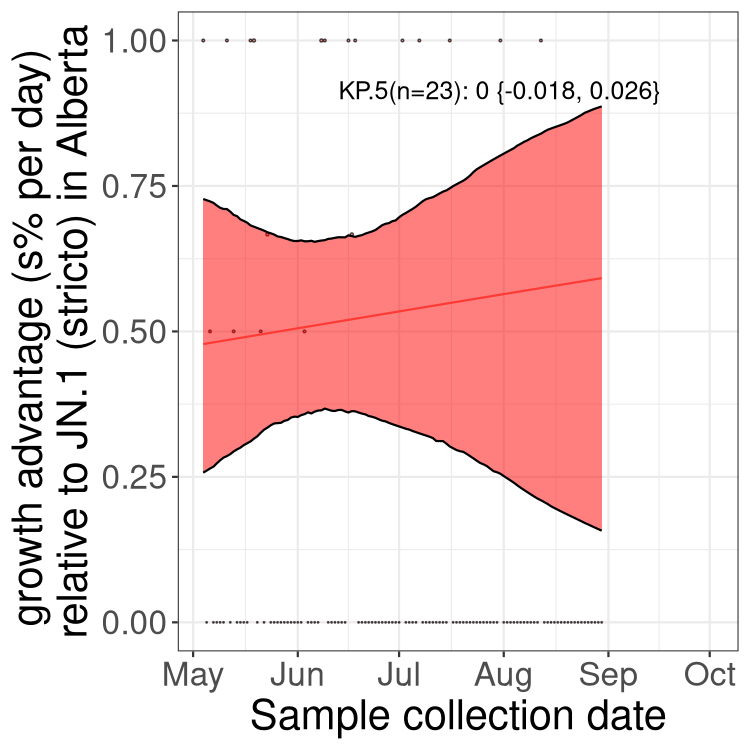 growth advantage (s% per day)
relative to JN.1 (stricto) in Alberta
1.00
0.75
0.50
0.25
0.00
KP.5(n=23): 0 {-0.018, 0.026}
May Jun Jul Aug Sep Oct
Sample collection date